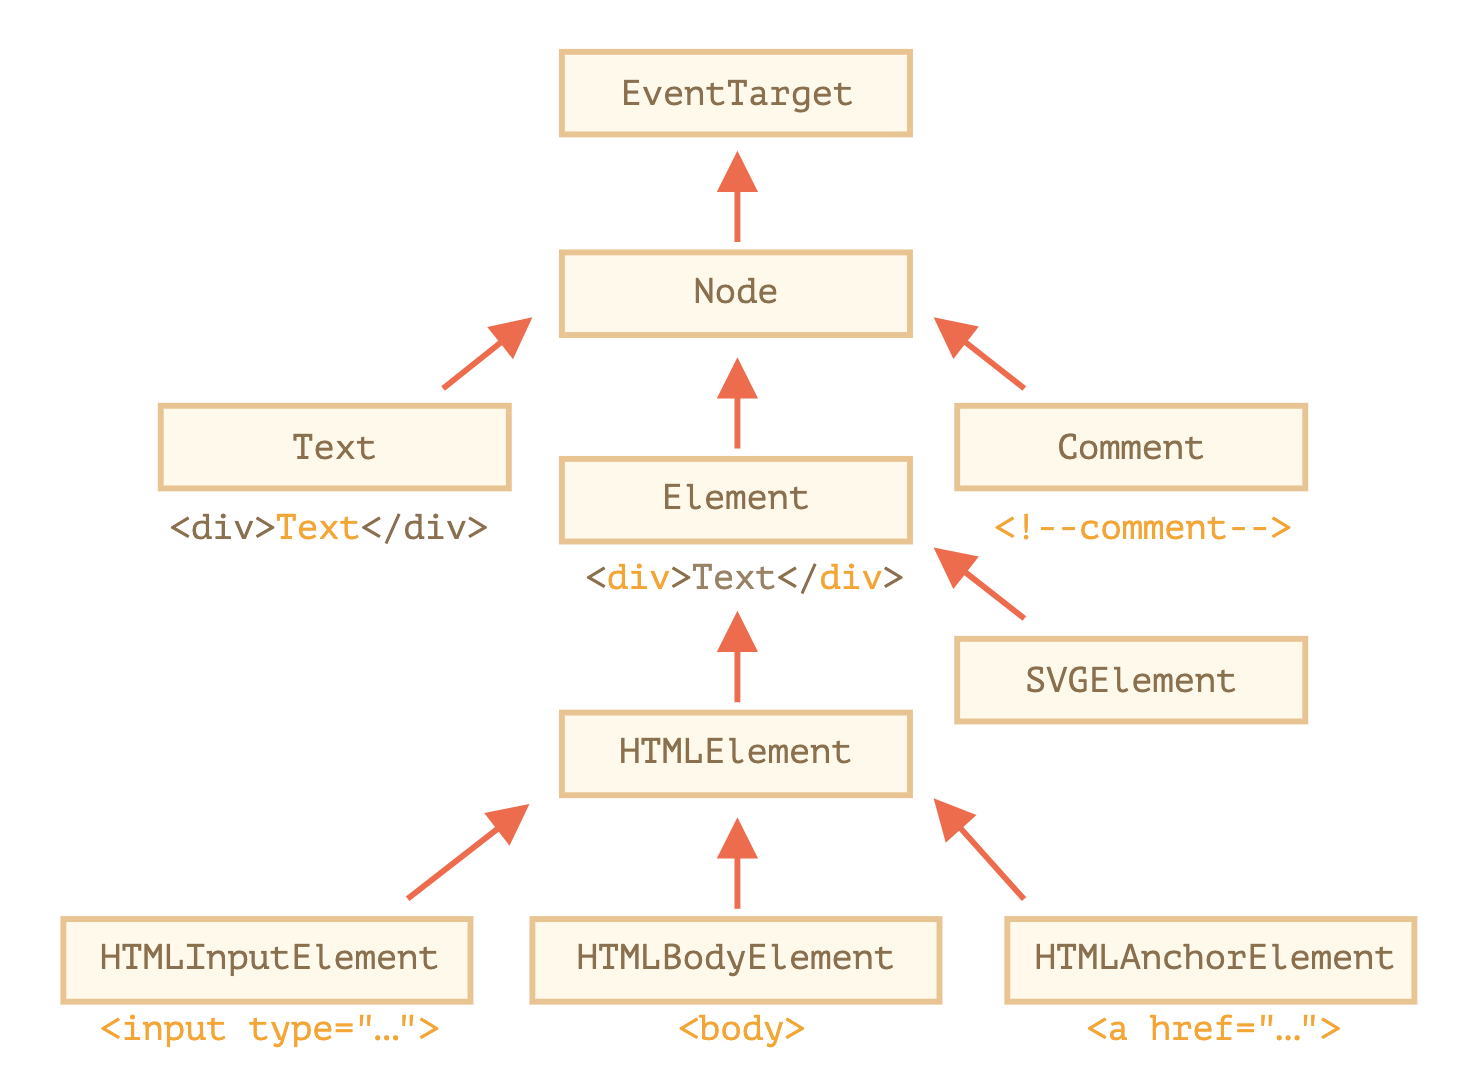 EventTarget
Node
Text
Element
Comment
<div>Text</div>
<!--comment-->
<div>Text</div>
SVGElement
HTMLElement
HTMLInputElement
HTMLBodyElement
HTMLAnchorElement
<input type="…">
<body>
<a href="…">